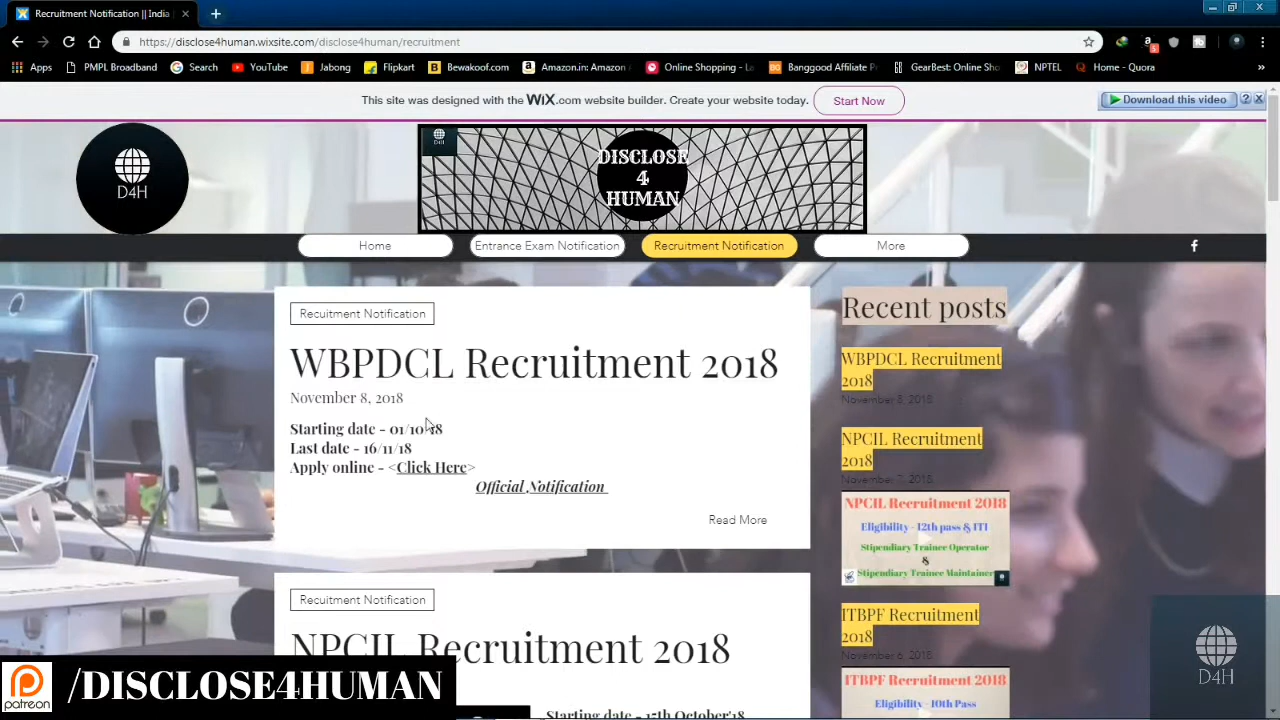 Recruitment Notification || India
https://disclose4human.wixsite.com/disclose4human/recruitment
Apps PMPL Broadband Search YouTube Jabong Flipkart Bewakoof.com Amazon.in: Amazon Online Shopping - L Banggood Affiliate P GearBest: Online Sho NPTEL Home - Quora »
This site was designed with the WiX.com website builder. Create your website today. Start Now
Download this video ? X
D4H
D4H
DISCLOSE
4
HUMAN
Home Entrance Exam Notification Recruitment Notification More
Recuitment Notification
WBPDCL Recruitment 2018
November 8, 2018
Starting date - 01/10/18
Last date - 16/11/18
Apply online - <Click Here>
Official Notification
Read More
Recuitment Notification
NPCIL Recruitment 2018
Starting date - 15th October'18
Recent posts
WBPDCL Recruitment
2018
November 8, 2018
NPCIL Recruitment
2018
November 7, 2018
NPCIL Recruitment 2018
Eligibility - 12th pass & ITI
Stipendiary Trainee Operator
&
Stipendiary Trainee Maintainer
ITBPF Recruitment
2018
November 6, 2018
ITBPF Recruitment 2018
Eligibility - 10th Pass
D4H
patreon
/DISCLOSE4HUMAN